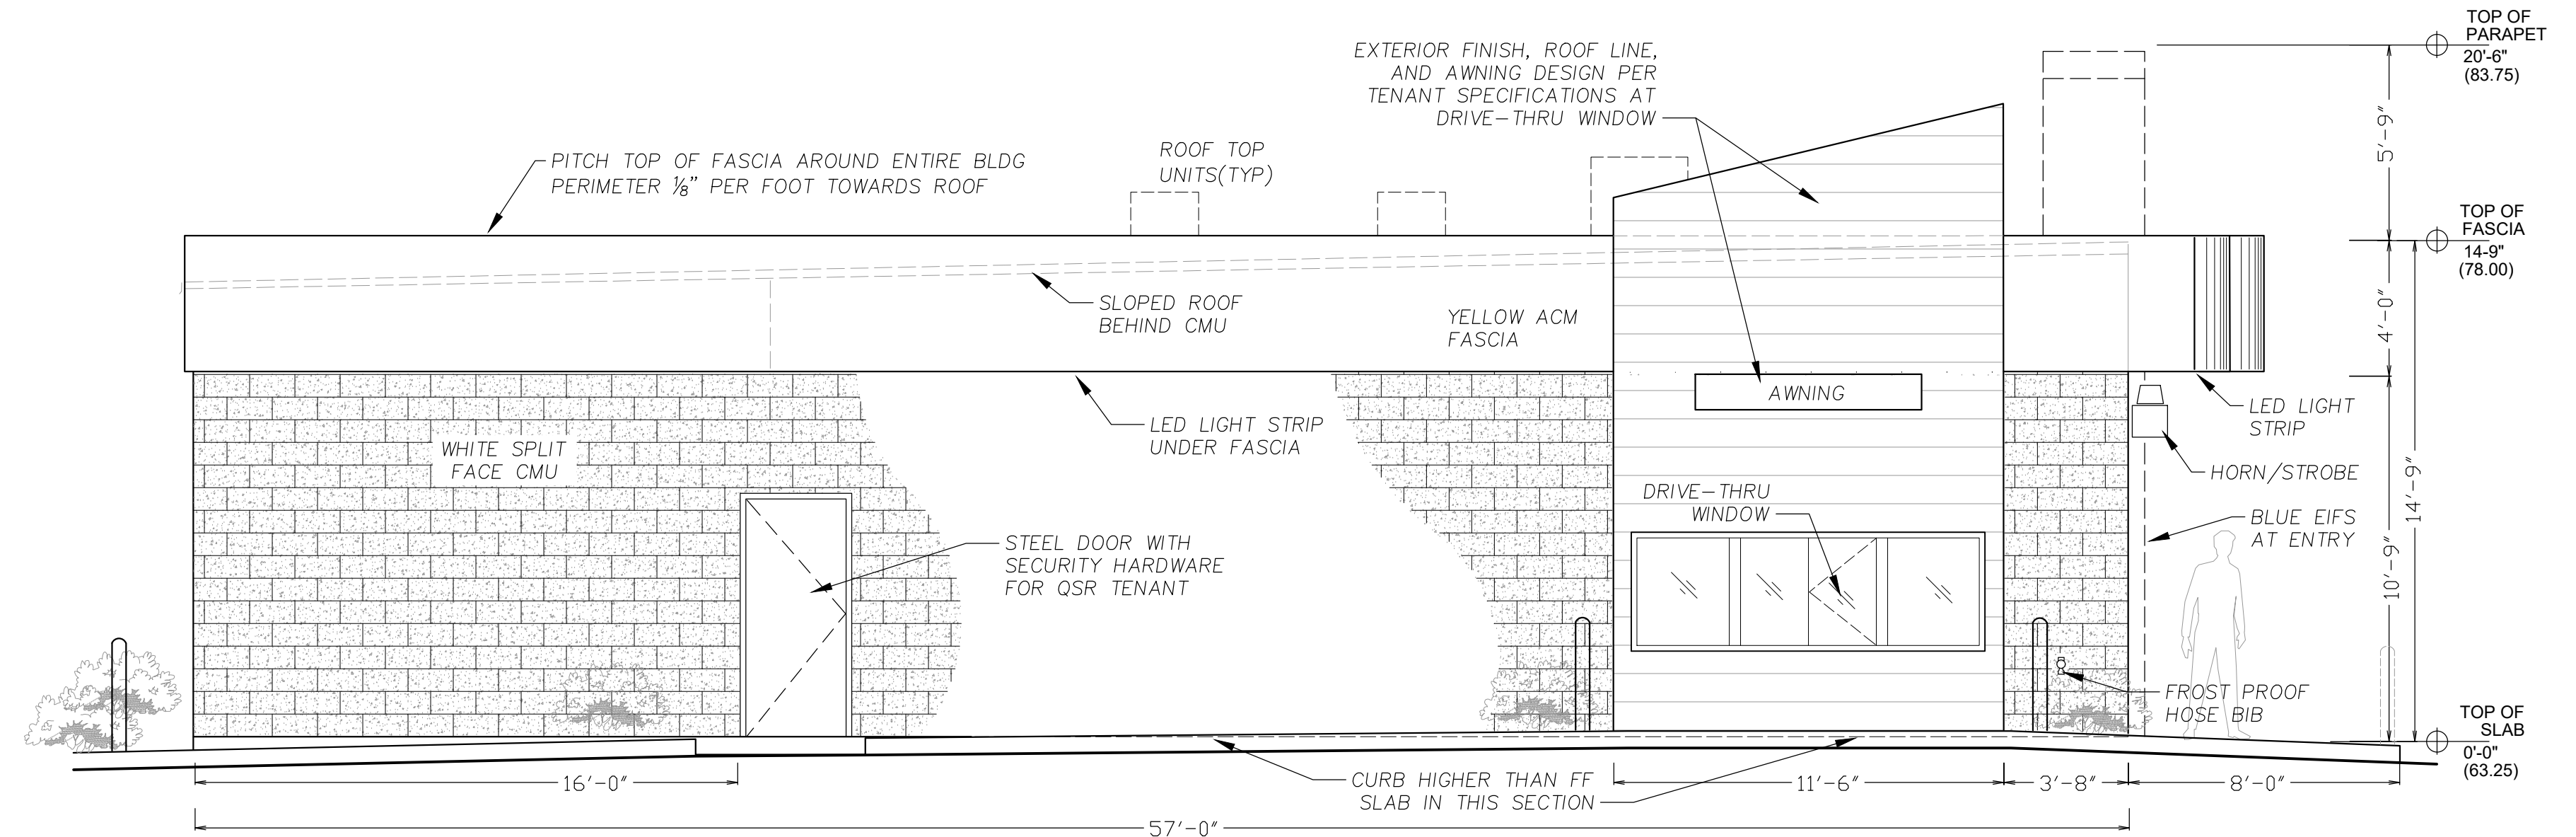 TOP OF
PARAPET
20'-6"
(83.75)
EXTERIOR FINISH, ROOF LINE,
AND AWNING DESIGN PER
TENANT SPECIFICATIONS AT
DRIVE-THRU WINDOW
5'-9"
PITCH TOP OF FASCIA AROUND ENTIRE BLDG
PERIMETER ⅛" PER FOOT TOWARDS ROOF
ROOF TOP
UNITS(TYP)
TOP OF
FASCIA
14-9"
(78.00)
SLOPED ROOF
BEHIND CMU
YELLOW ACM
FASCIA
4'-0"
AWNING
LED LIGHT STRIP
UNDER FASCIA
LED LIGHT
STRIP
WHITE SPLIT
FACE CMU
HORN/STROBE
14'-9"
DRIVE-THRU
WINDOW
BLUE EIFS
AT ENTRY
10'-9"
STEEL DOOR WITH
SECURITY HARDWARE
FOR QSR TENANT
FROST PROOF
HOSE BIB
TOP OF
SLAB
0'-0"
(63.25)
16'-0"
CURB HIGHER THAN FF
SLAB IN THIS SECTION
11'-6"
3'-8"
8'-0"
57'-0"